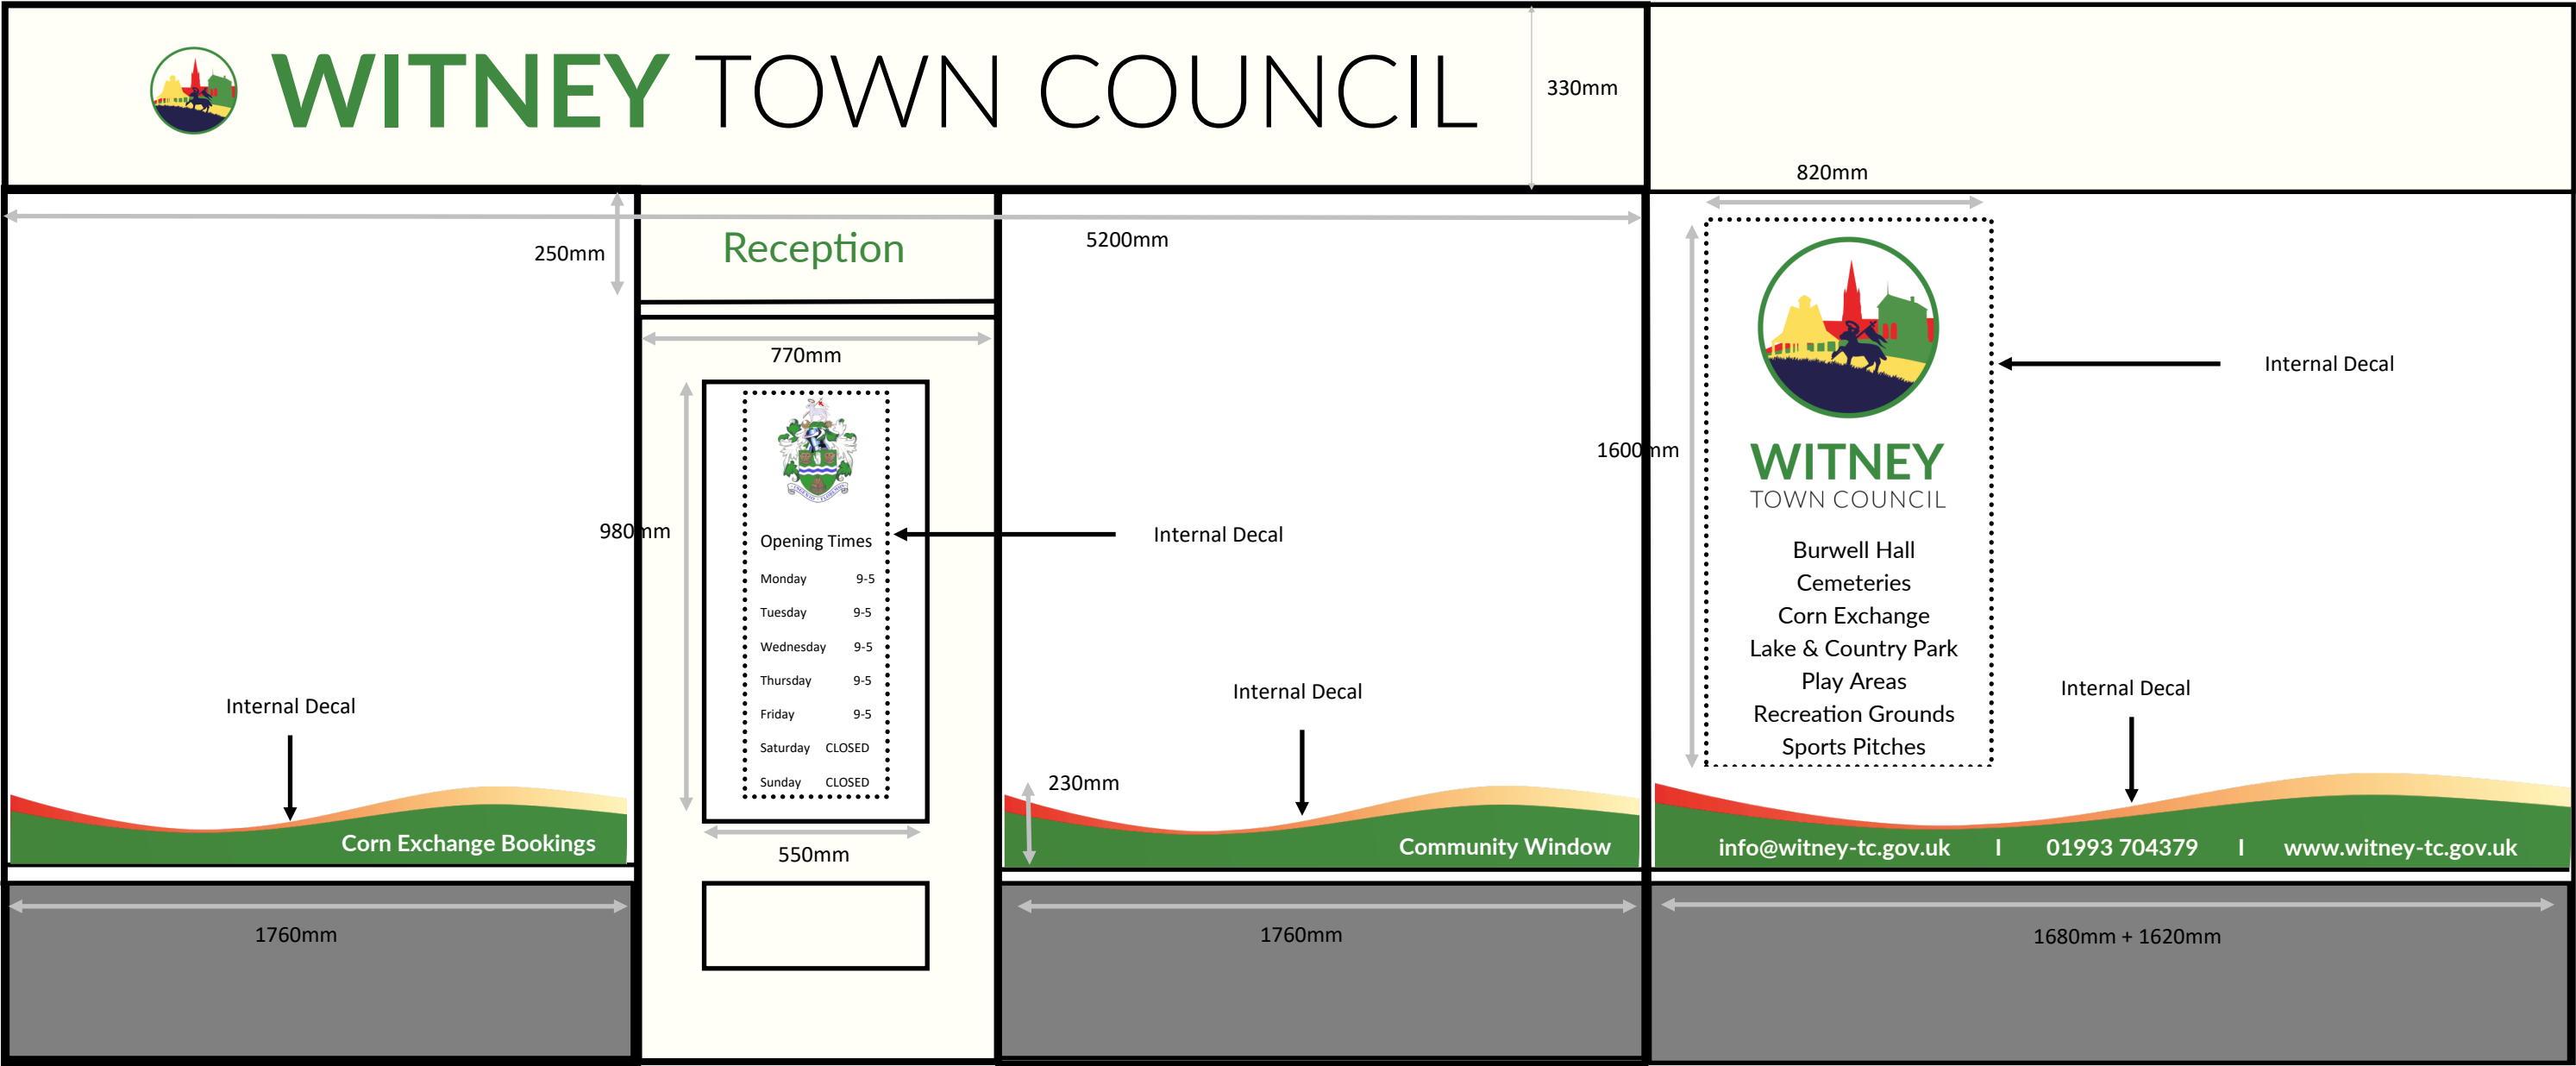 WITNEY TOWN COUNCIL
330mm
820mm
250mm
Reception
5200mm
770mm
980mm
Opening Times
Monday 9-5
Tuesday 9-5
Wednesday 9-5
Thursday 9-5
Friday 9-5
Saturday CLOSED
Sunday CLOSED
550mm
Internal Decal
Internal Decal
Corn Exchange Bookings
1760mm
Internal Decal
230mm
Community Window
1760mm
1600mm
WITNEY
TOWN COUNCIL
Burwell Hall
Cemeteries
Corn Exchange
Lake & Country Park
Play Areas
Recreation Grounds
Sports Pitches
Internal Decal
Internal Decal
info@witney-tc.gov.uk I 01993 704379 I www.witney-tc.gov.uk
1680mm + 1620mm